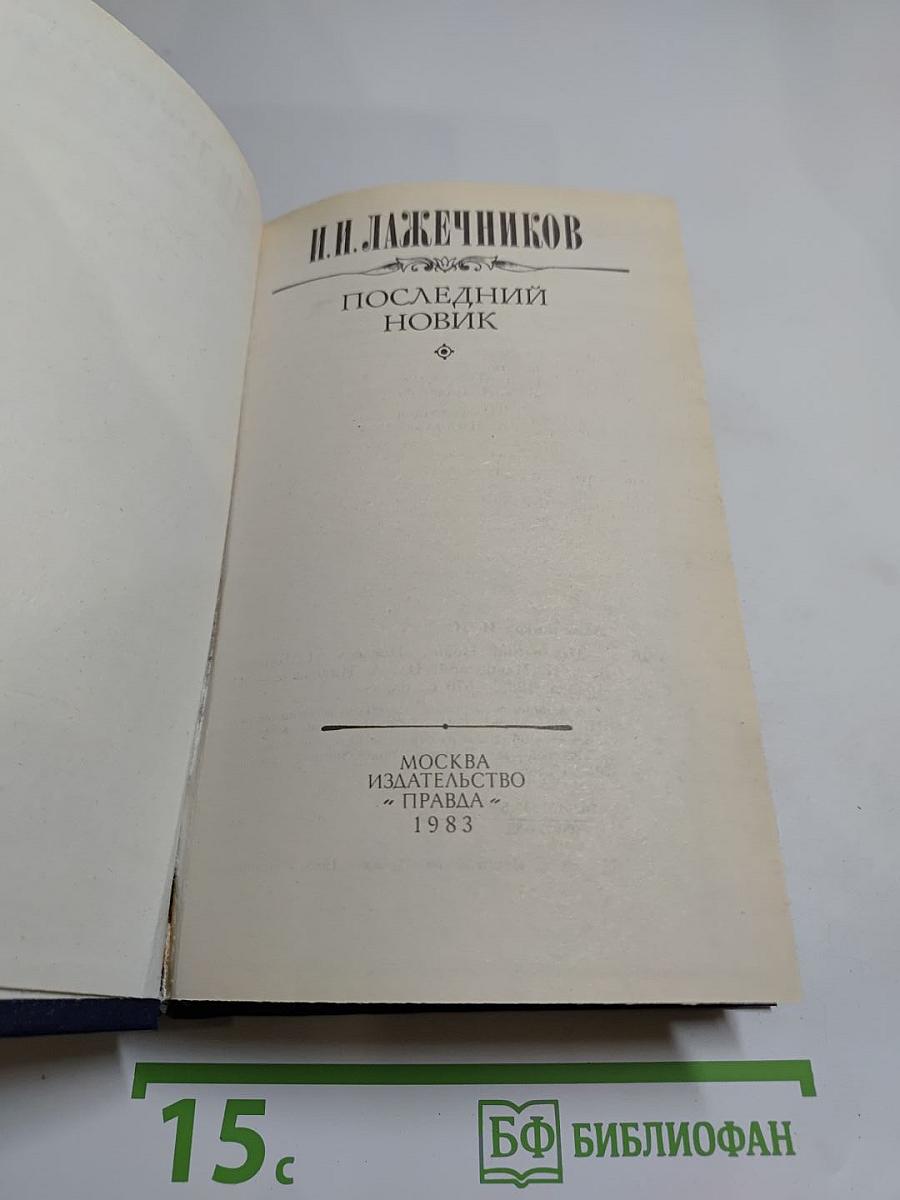 И.И.ЛАЖЕЧНИКОВ
ПОСЛЕДНИЙ
НОВИК
МОСКВА
ИЗДАТЕЛЬСТВО
„ ПРАВДА “
1983
15с
БФ БИБЛИОФАН